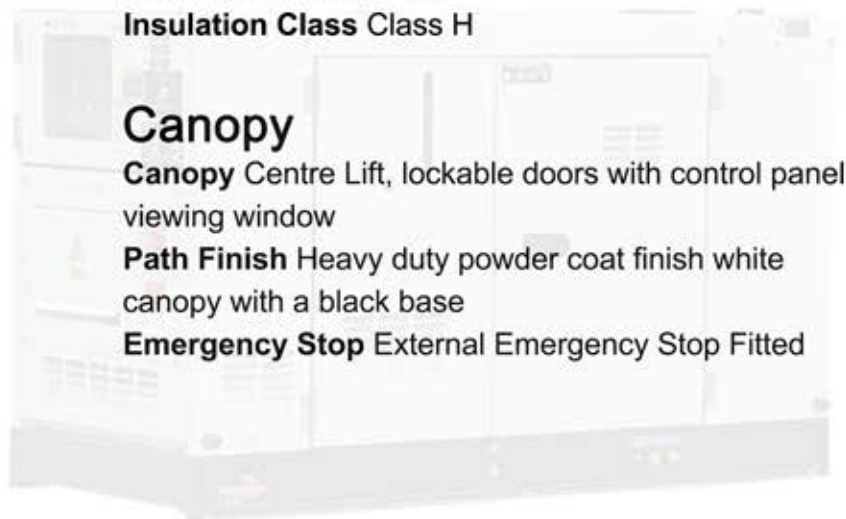 Insulation Class Class H
Canopy
Canopy Centre Lift, lockable doors with control panel
viewing window
Path Finish Heavy duty powder coat finish white
canopy with a black base
Emergency Stop External Emergency Stop Fitted